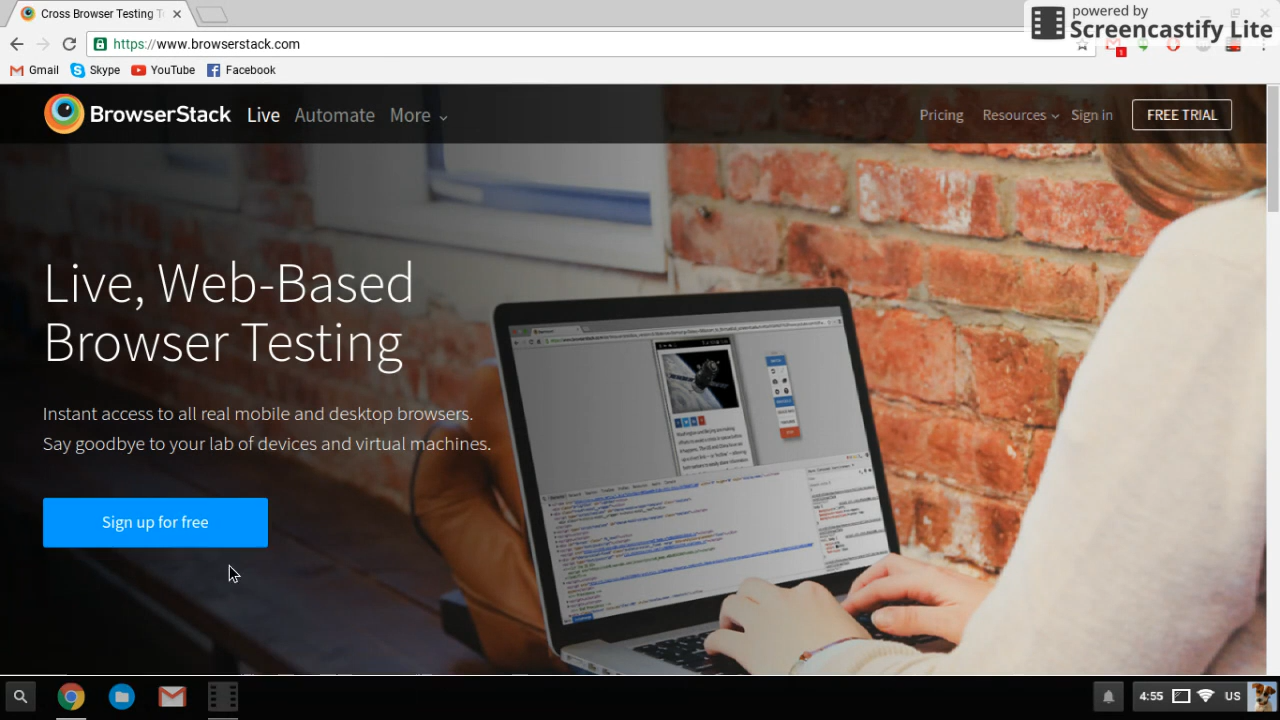 Cross Browser Testing T
powered by
Screencastify Lite
https://www.browserstack.com
1
Gmail
Skype
YouTube
Facebook
BrowserStack
Live
Automate
More
Pricing
Resources
Sign in
FREE TRIAL
Live, Web-Based
Browser Testing
Instant access to all real mobile and desktop browsers.
Say goodbye to your lab of devices and virtual machines.
Sign up for free
4:55
US